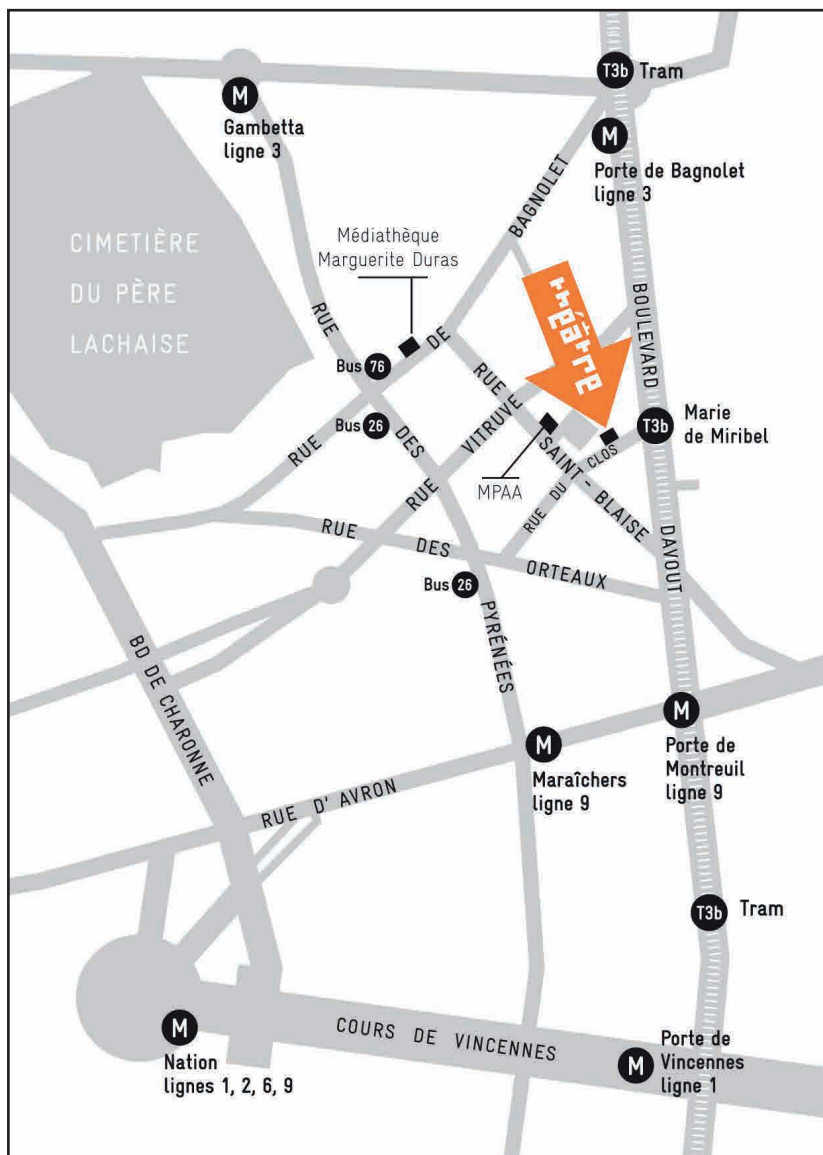 T3b Tram
M
Gambetta
ligne 3
M
Porte de Bagnolet
ligne 3
BAGNOLET
CIMETIÈRE
DU PÈRE
LACHAISE
Médiathèque
Marguerite Duras
théâtre
BOULEVARD
RUE
DE
Bus 76
RUE
VITRUVE
T3b Marie
de Miribel
Bus 26
DES
MPAA
SAINT-BLAISE
RUE DU CLOS
RUE
RUE
RUE DES ORTEAUX
DAVOUT
Bus 26
PYRÉNÉES
BD DE CHARONNE
M
Porte de
Montreuil
ligne 9
M
Maraîchers
ligne 9
RUE D' AVRON
T3b Tram
M
Nation
lignes 1, 2, 6, 9
COURS DE VINCENNES
M
Porte de
Vincennes
ligne 1